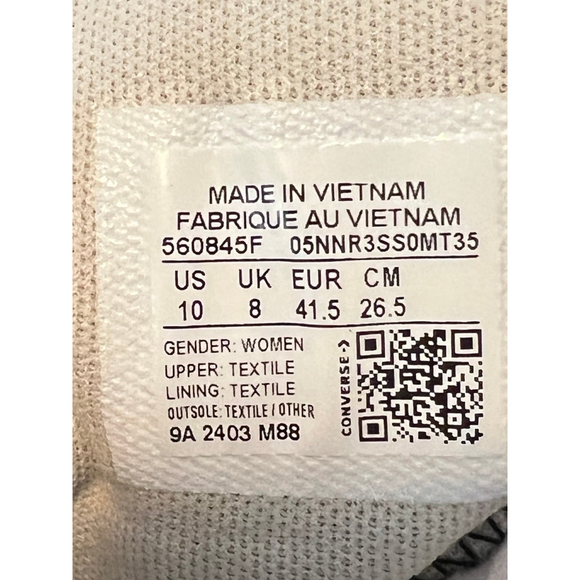 MADE IN VIETNAM
FABRIQUE AU VIETNAM
560845F 05NNR3SS0MT35
US UK EUR CM
10 8 41.5 26.5
GENDER: WOMEN
UPPER: TEXTILE
LINING: TEXTILE
OUTSOLE: TEXTILE / OTHER
9A 2403 M88
CONVERSE